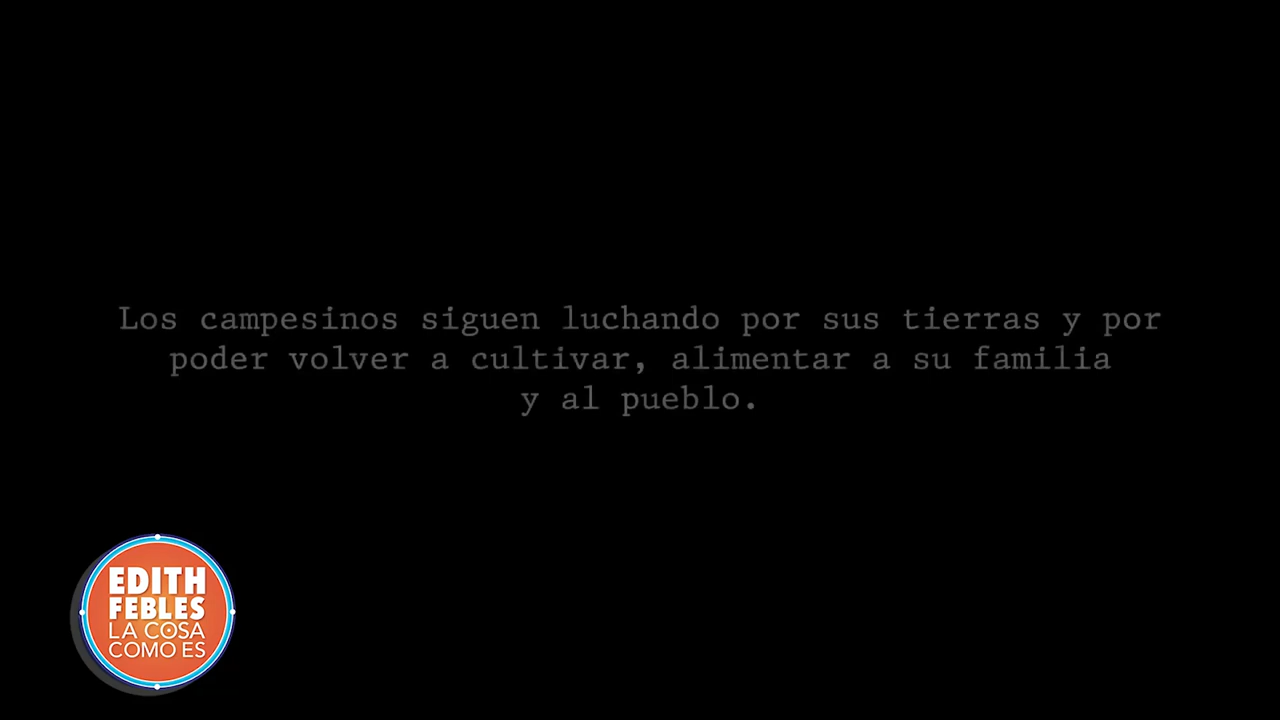 Los campesinos siguen luchando por sus tierras y por
poder volver a cultivar, alimentar a su familia
y al pueblo.
EDITH
FEBLES
LA COSA
COMO ES